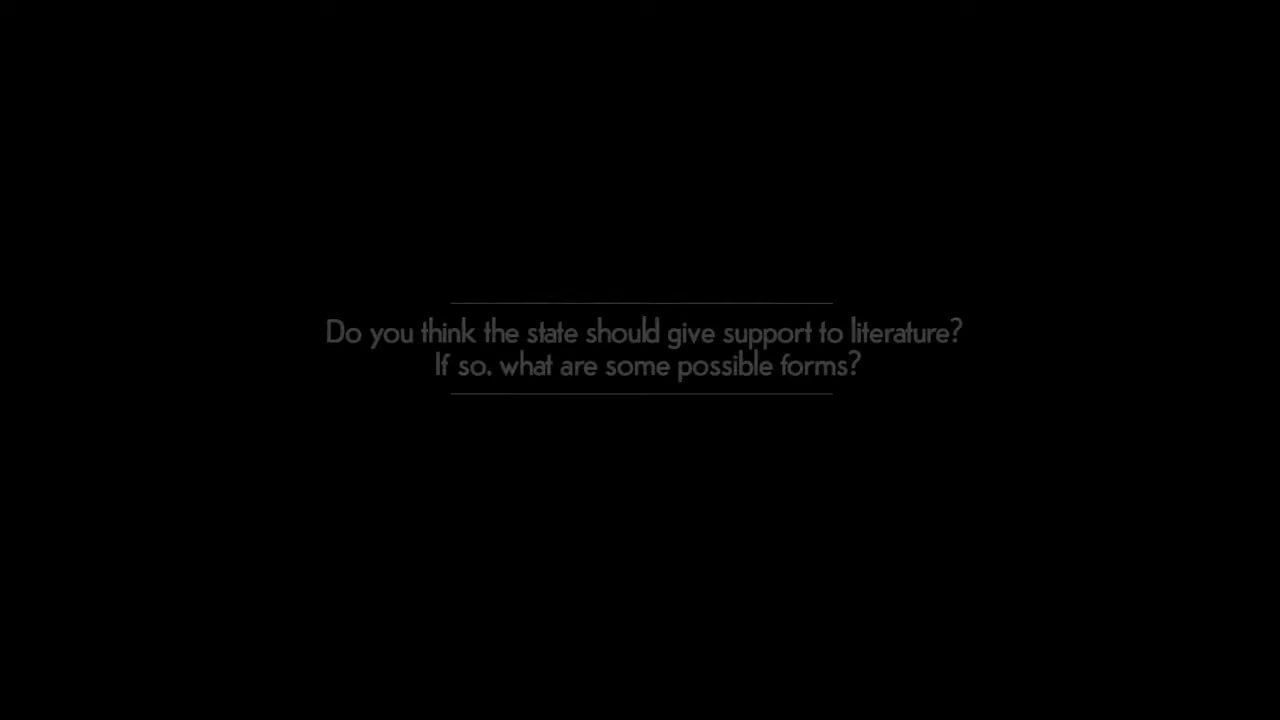 Do you think the state should give support to literature?
If so, what are some possible forms?